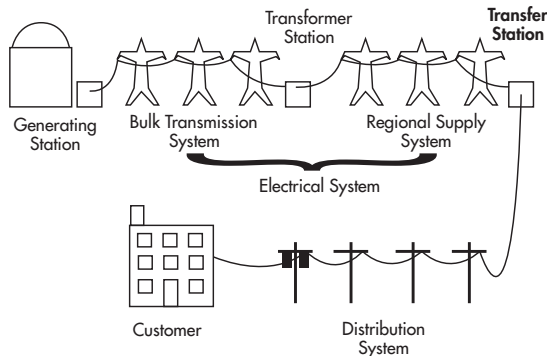 Transformer
Station
Transfer
Station
Generating
Station
Bulk Transmission
System
Regional Supply
System
Electrical System
Customer
Distribution
System